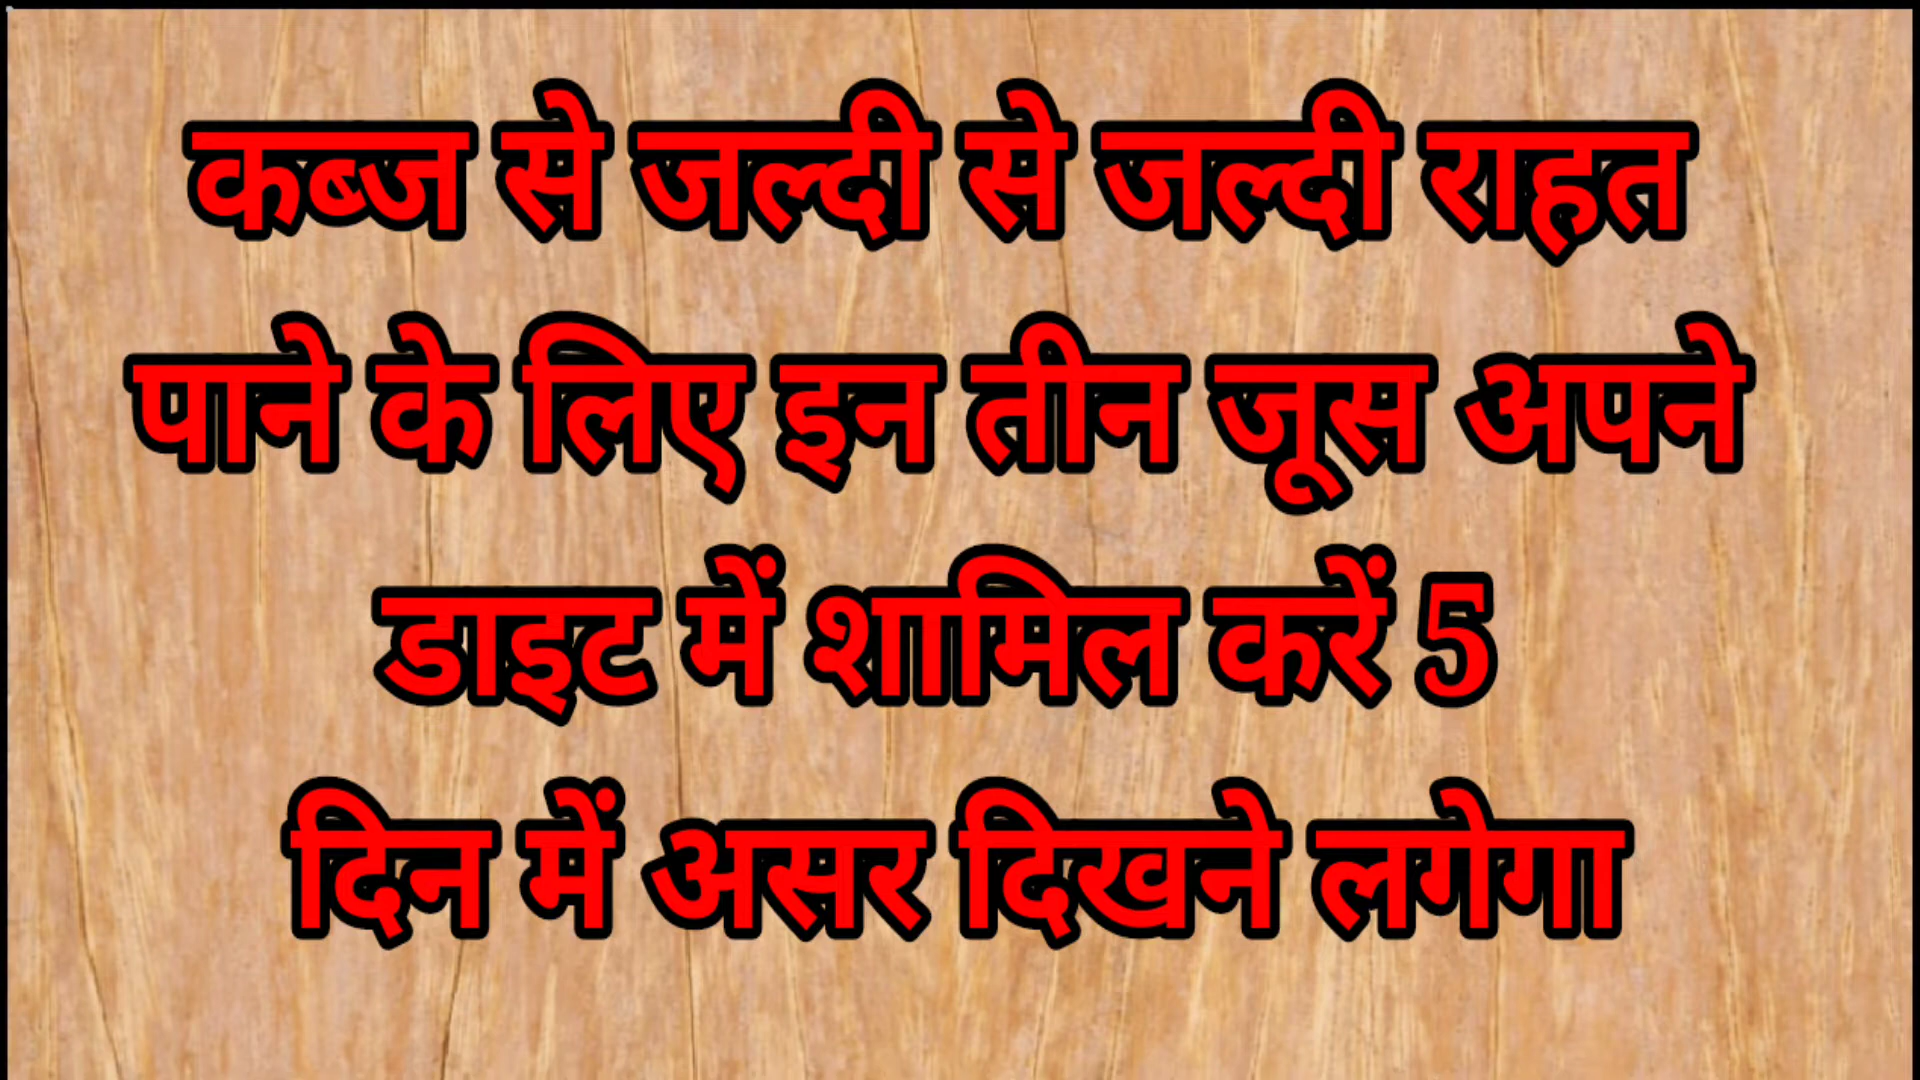 कब्ज से जल्दी से जल्दी राहत
पाने के लिए इन तीन जूस अपने
डाइट में शामिल करें 5
दिन में असर दिखने लगेगा